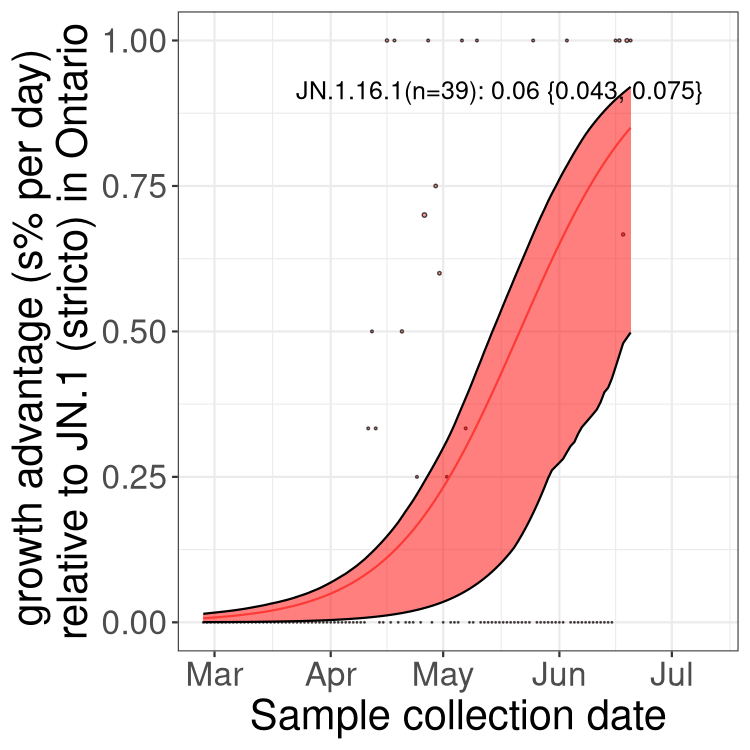 growth advantage (s% per day)
relative to JN.1 (stricto) in Ontario
1.00
0.75
0.50
0.25
0.00
JN.1.16.1(n=39): 0.06 {0.043, 0.075}
Mar Apr May Jun Jul
Sample collection date